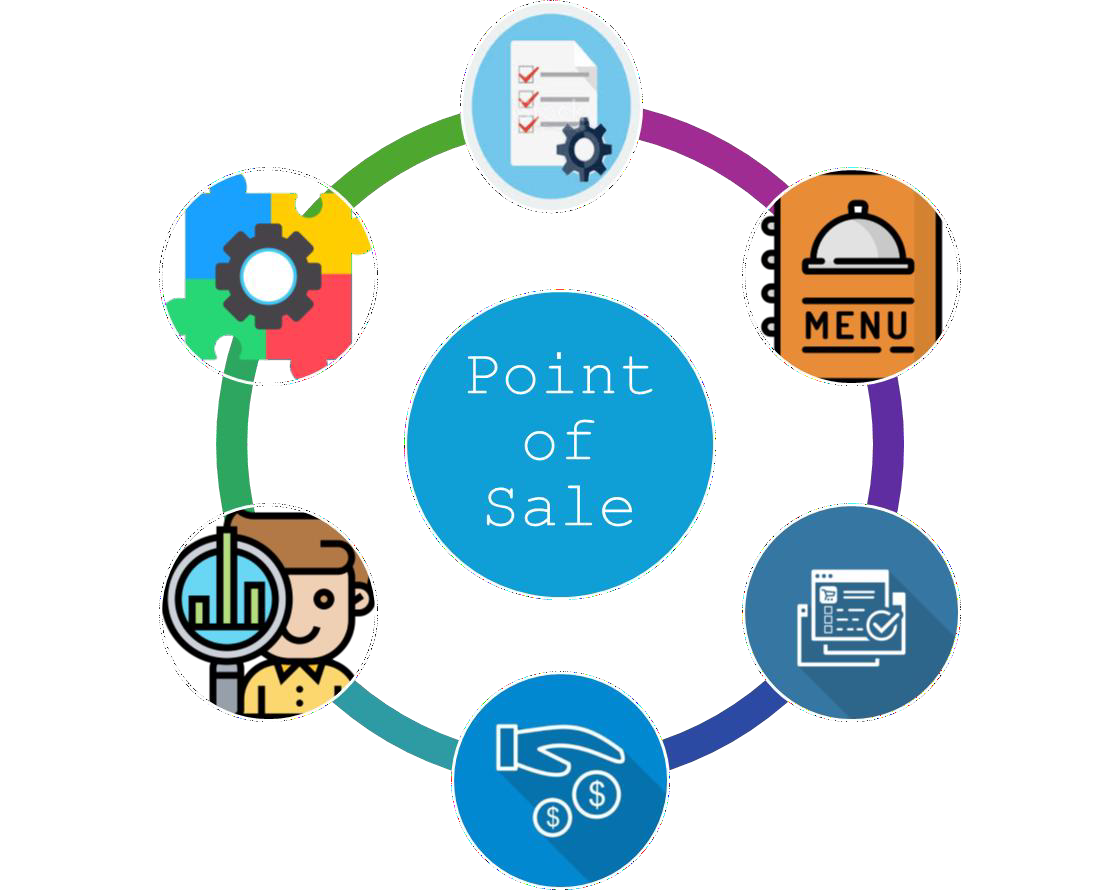 MENU
Point
of
Sale
$
$